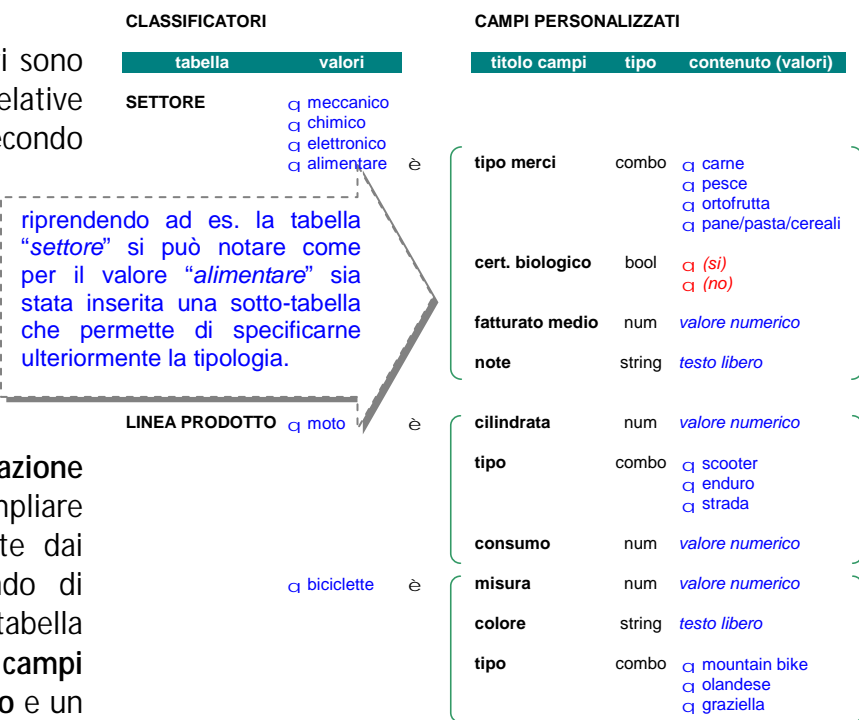 CLASSIFICATORI CAMPI PERSONALIZZATI
tabella valori titolo campi tipo contenuto (valori)
i sono
elative
econdo
SETTORE q meccanico
q chimico
q elettronico
q alimentare è tipo merci combo q carne
q pesce
q ortofrutta
q pane/pasta/cereali
riprendendo ad es. la tabella
“settore” si può notare come
per il valore “alimentare” sia
stata inserita una sotto-tabella
che permette di specificarne
ulteriormente la tipologia.
cert. biologico bool q (si)
q (no)
fatturato medio num valore numerico
note string testo libero
LINEA PRODOTTO q moto è cilindrata num valore numerico
tipo combo q scooter
q enduro
q strada
consumo num valore numerico
azione
mpliare
te dai
ndo di
tabella
campi
o e un
q biciclette è misura num valore numerico
colore string testo libero
tipo combo q mountain bike
q olandese
q graziella